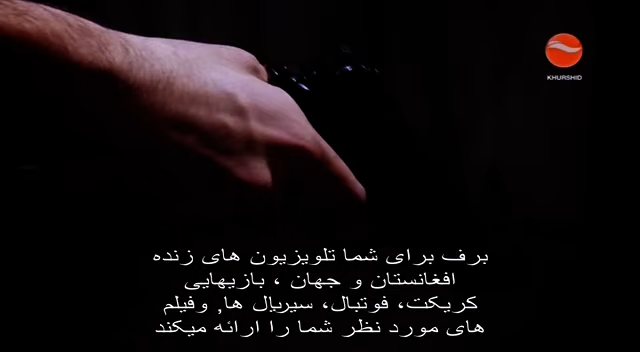 KHURSHID
برف برای شما تلویزیون های زنده
افغانستان و جهان ، بازیهایی
کریکت، فوتبال، سیریال ها, وفیلم
های مورد نظر شما را ارائه میکند